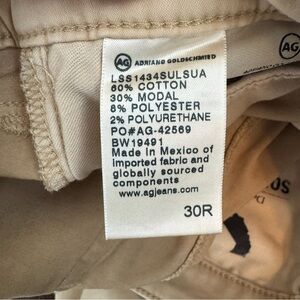 AG ADRIANO GOLDSCHMIED
LSS1434SULSUA
60% COTTON
30% MODAL
8% POLYESTER
2% POLYURETHANE
PO#AG-42569
BW19491
Made in Mexico of
imported fabric and
globally sourced
components
www.agjeans.com
30R
AG